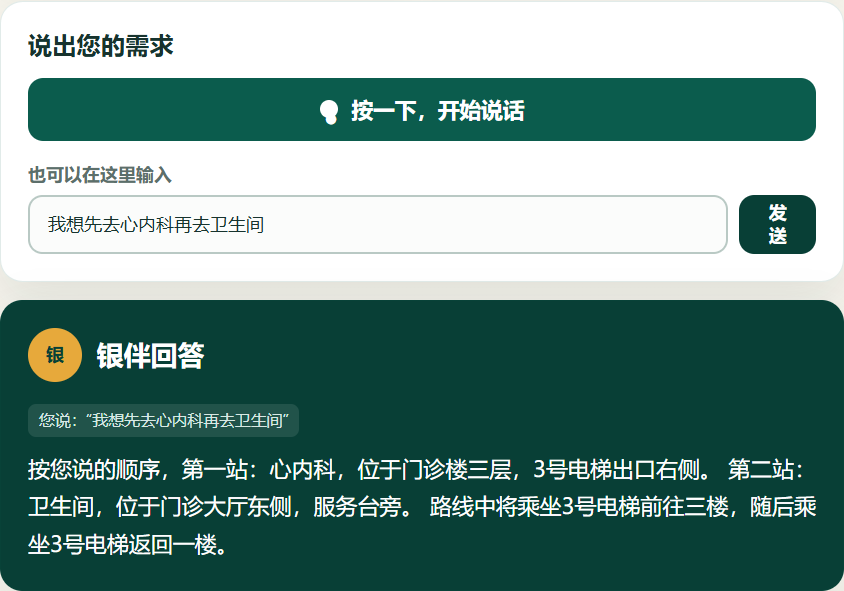 说出您的需求
按一下，开始说话
也可以在这里输入
我想先去心内科再去卫生间
发
送
银
银伴回答
您说：“我想先去心内科再去卫生间”
按您说的顺序，第一站：心内科，位于门诊楼三层，3号电梯出口右侧。 第二站：
卫生间，位于门诊大厅东侧，服务台旁。 路线中将乘坐3号电梯前往三楼，随后乘
坐3号电梯返回一楼。